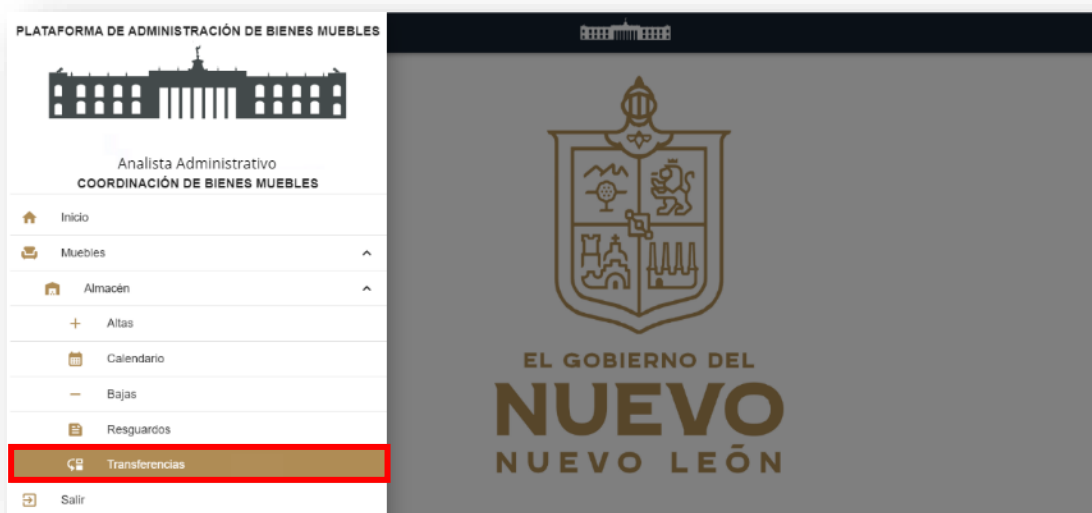 PLATAFORMA DE ADMINISTRACIÓN DE BIENES MUEBLES
Analista Administrativo
COORDINACIÓN DE BIENES MUEBLES
Inicio
Muebles
Almacén
Altas
Calendario
Bajas
Resguardos
Transferencias
Salir
EL GOBIERNO DEL
NUEVO
NUEVO LEÓN